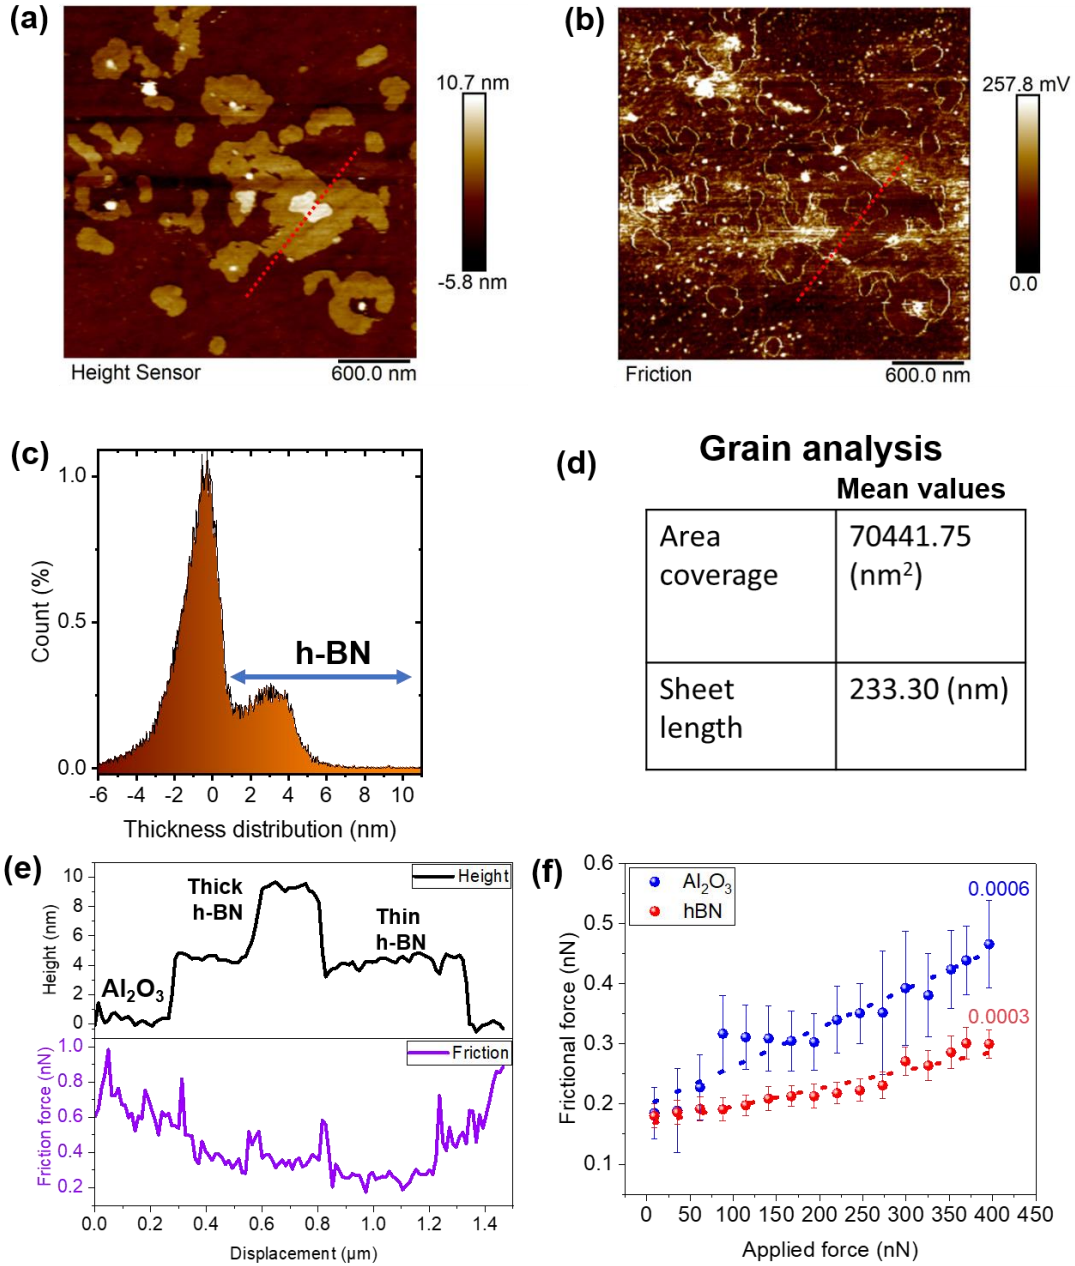 (a)
10.7 nm
-5.8 nm
Height Sensor
600.0 nm
(b)
257.8 mV
0.0
Friction
600.0 nm
(c)
1.0
0.5
0.0
Count (%)
h-BN
-6 -4 -2 0 2 4 6 8 10
Thickness distribution (nm)
(d)
Grain analysis
Mean values
Area
coverage
70441.75
(nm²)
Sheet
length
233.30 (nm)
(e)
10
8
6
4
2
0
Height (nm)
Height
Thick
h-BN
Thin
h-BN
Al₂O₃
1.0
0.8
0.6
0.4
0.2
Friction force (nN)
Friction
0.0 0.2 0.4 0.6 0.8 1.0 1.2 1.4
Displacement (µm)
(f)
0.6
0.5
0.4
0.3
0.2
0.1
Frictional force (nN)
Al₂O₃
hBN
0.0006
0.0003
0 50 100 150 200 250 300 350 400 450
Applied force (nN)